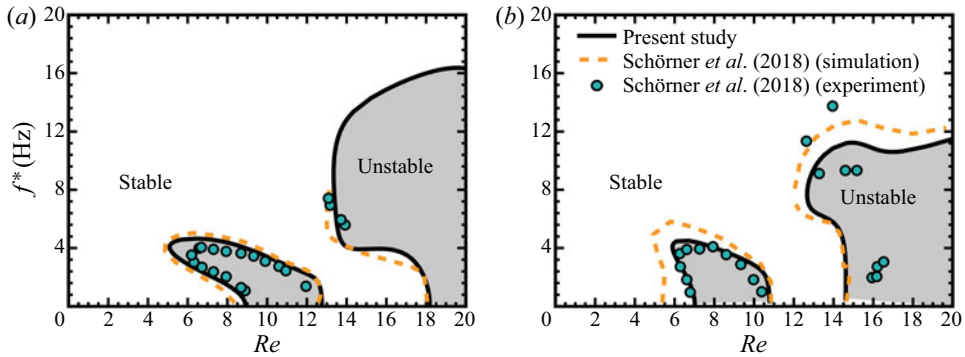 (a)
20
16
12
8
4
0
f* (Hz)
Stable
Unstable
0 2 4 6 8 10 12 14 16 18 20
Re
(b)
20
16
12
8
4
0
Present study
Schörner et al. (2018) (simulation)
Schörner et al. (2018) (experiment)
Stable
Unstable
0 2 4 6 8 10 12 14 16 18 20
Re